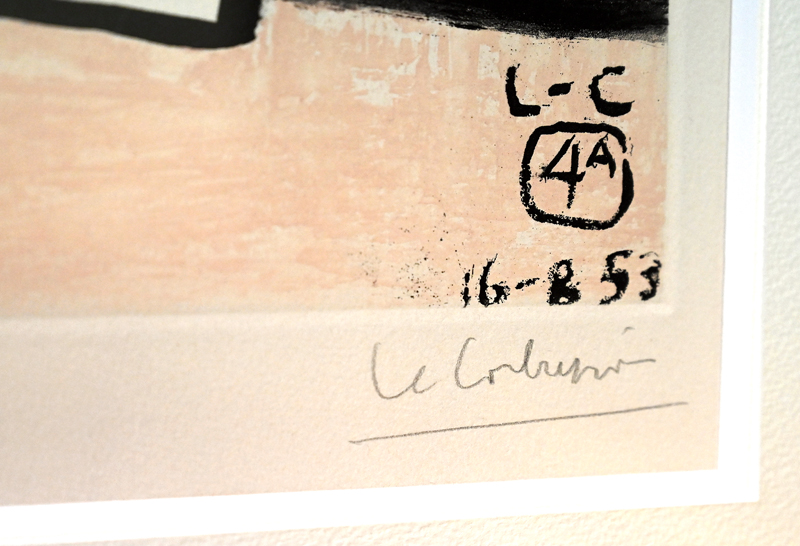 L-C
4A
16-8 53
Le Corbusier